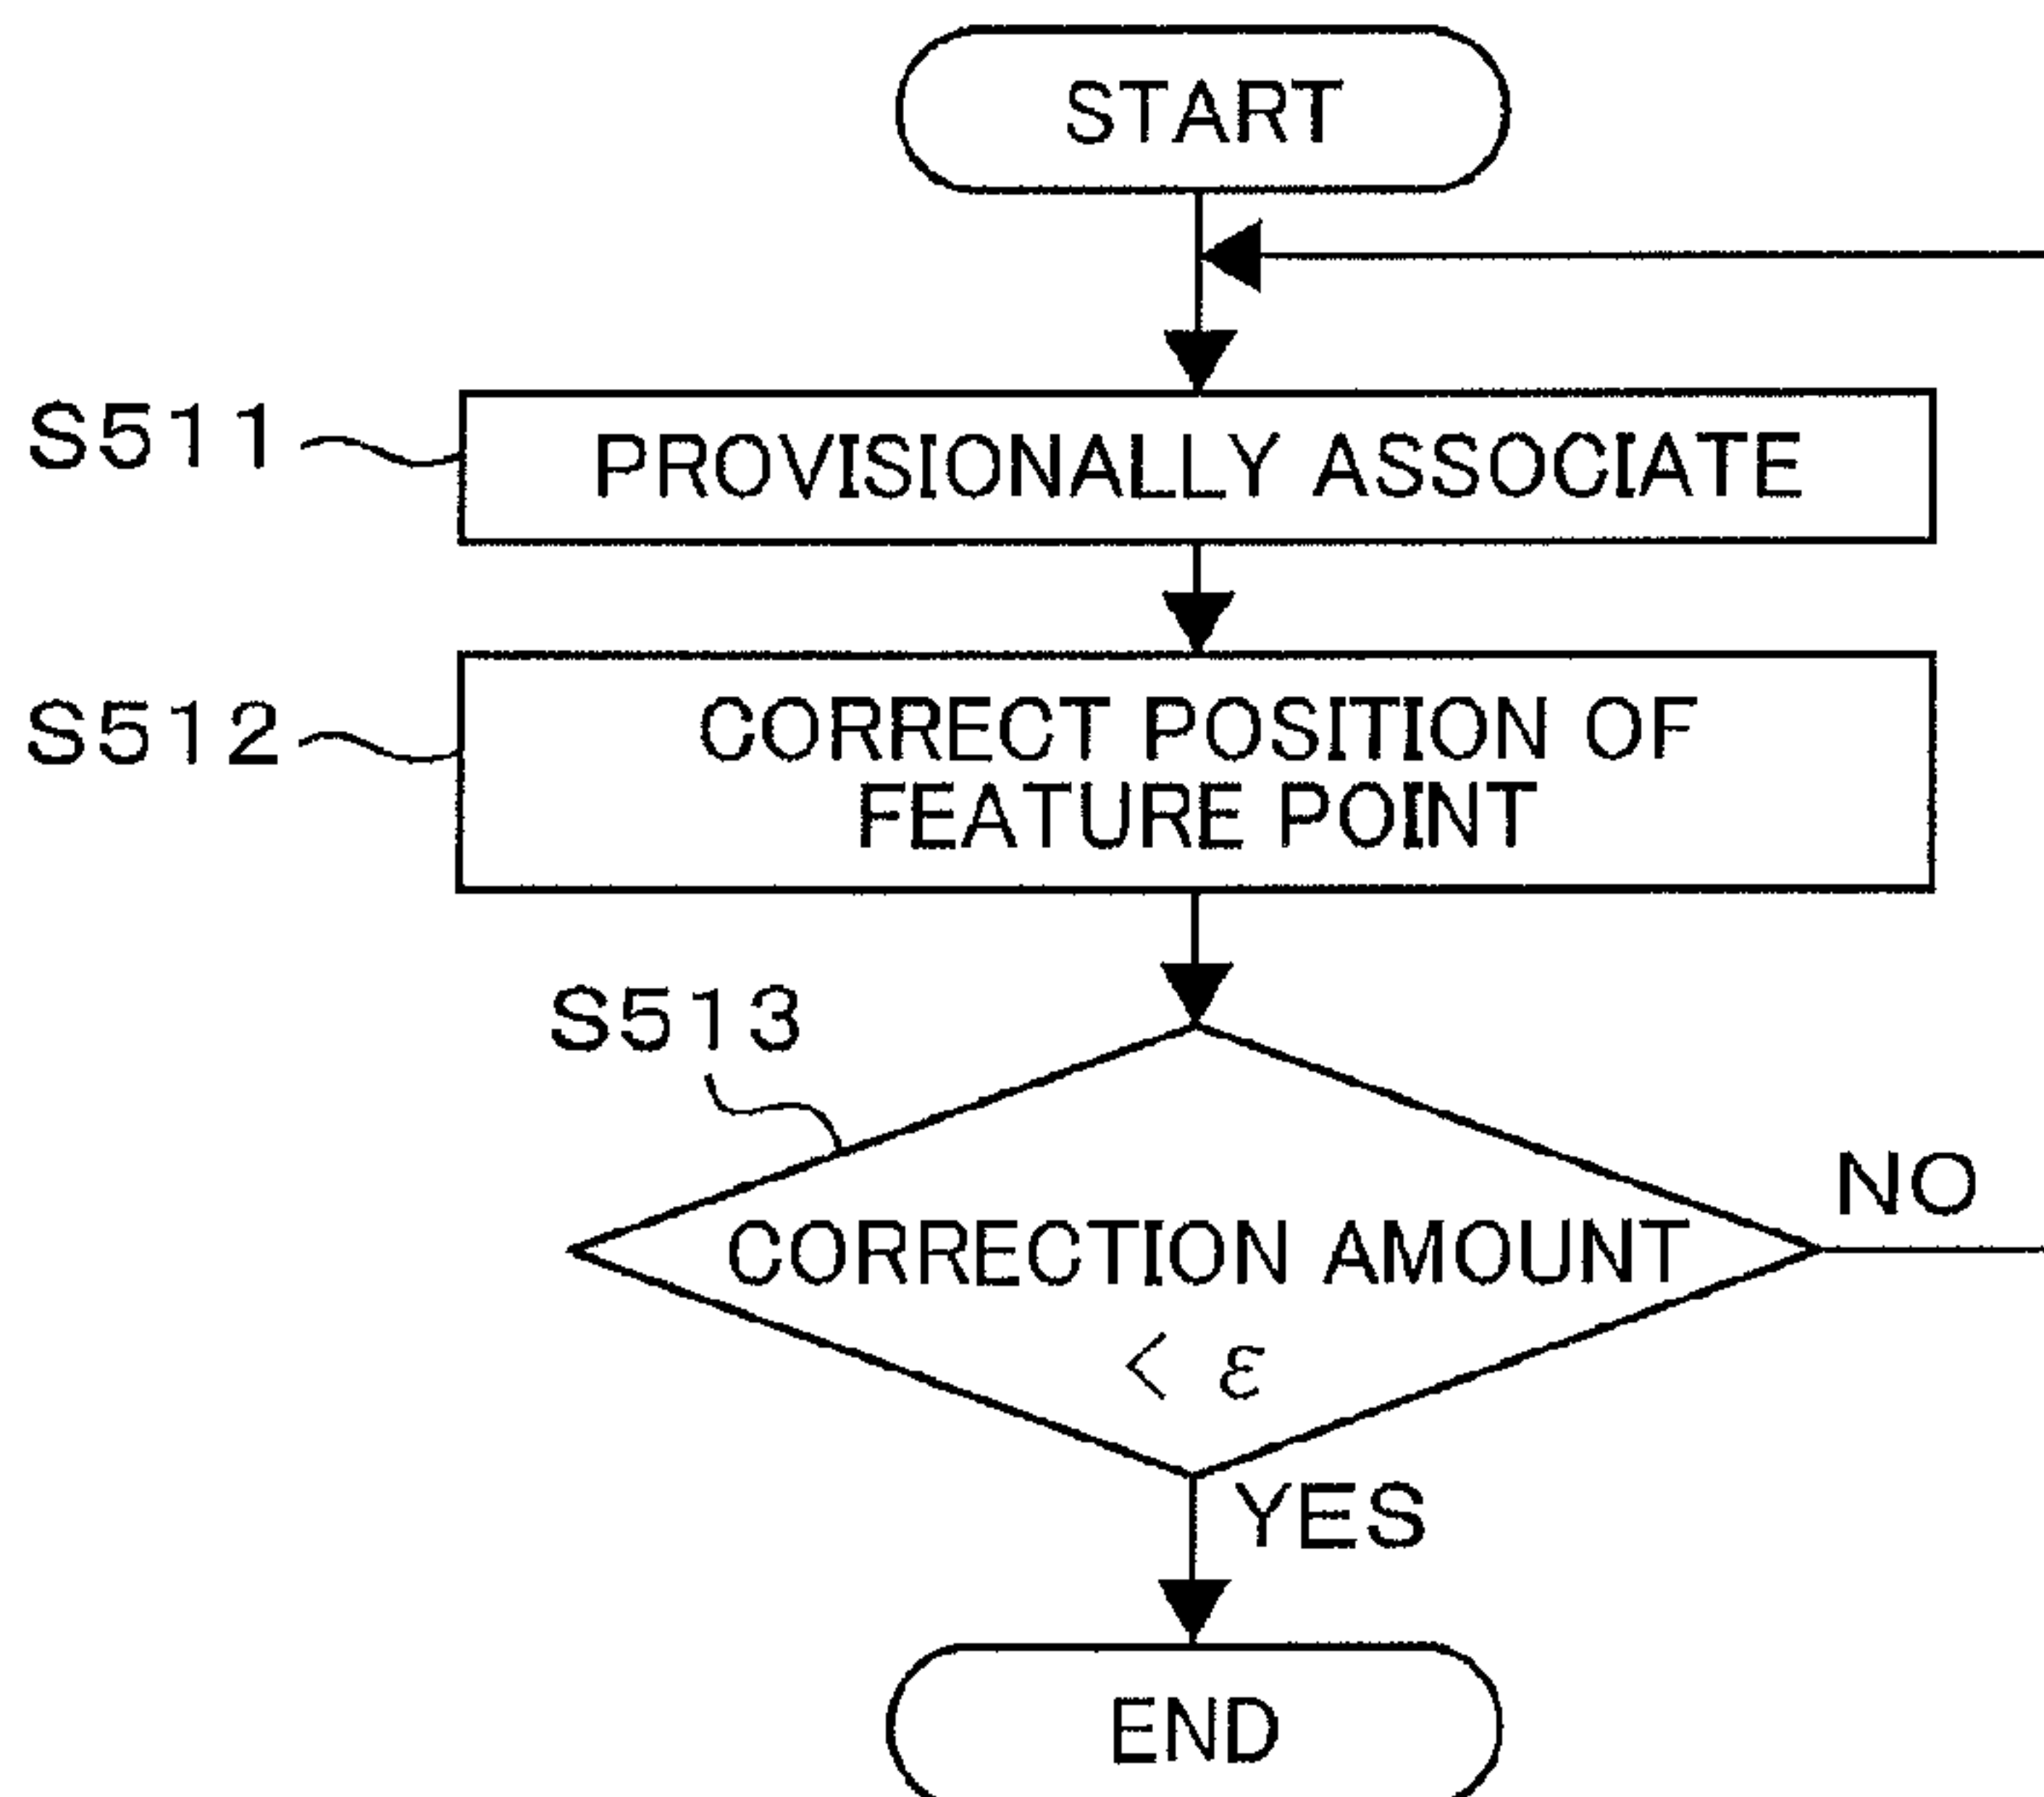 START
S511
PROVISIONALLY ASSOCIATE
S512
CORRECT POSITION OF
FEATURE POINT
S513
CORRECTION AMOUNT
< ε
NO
YES
END